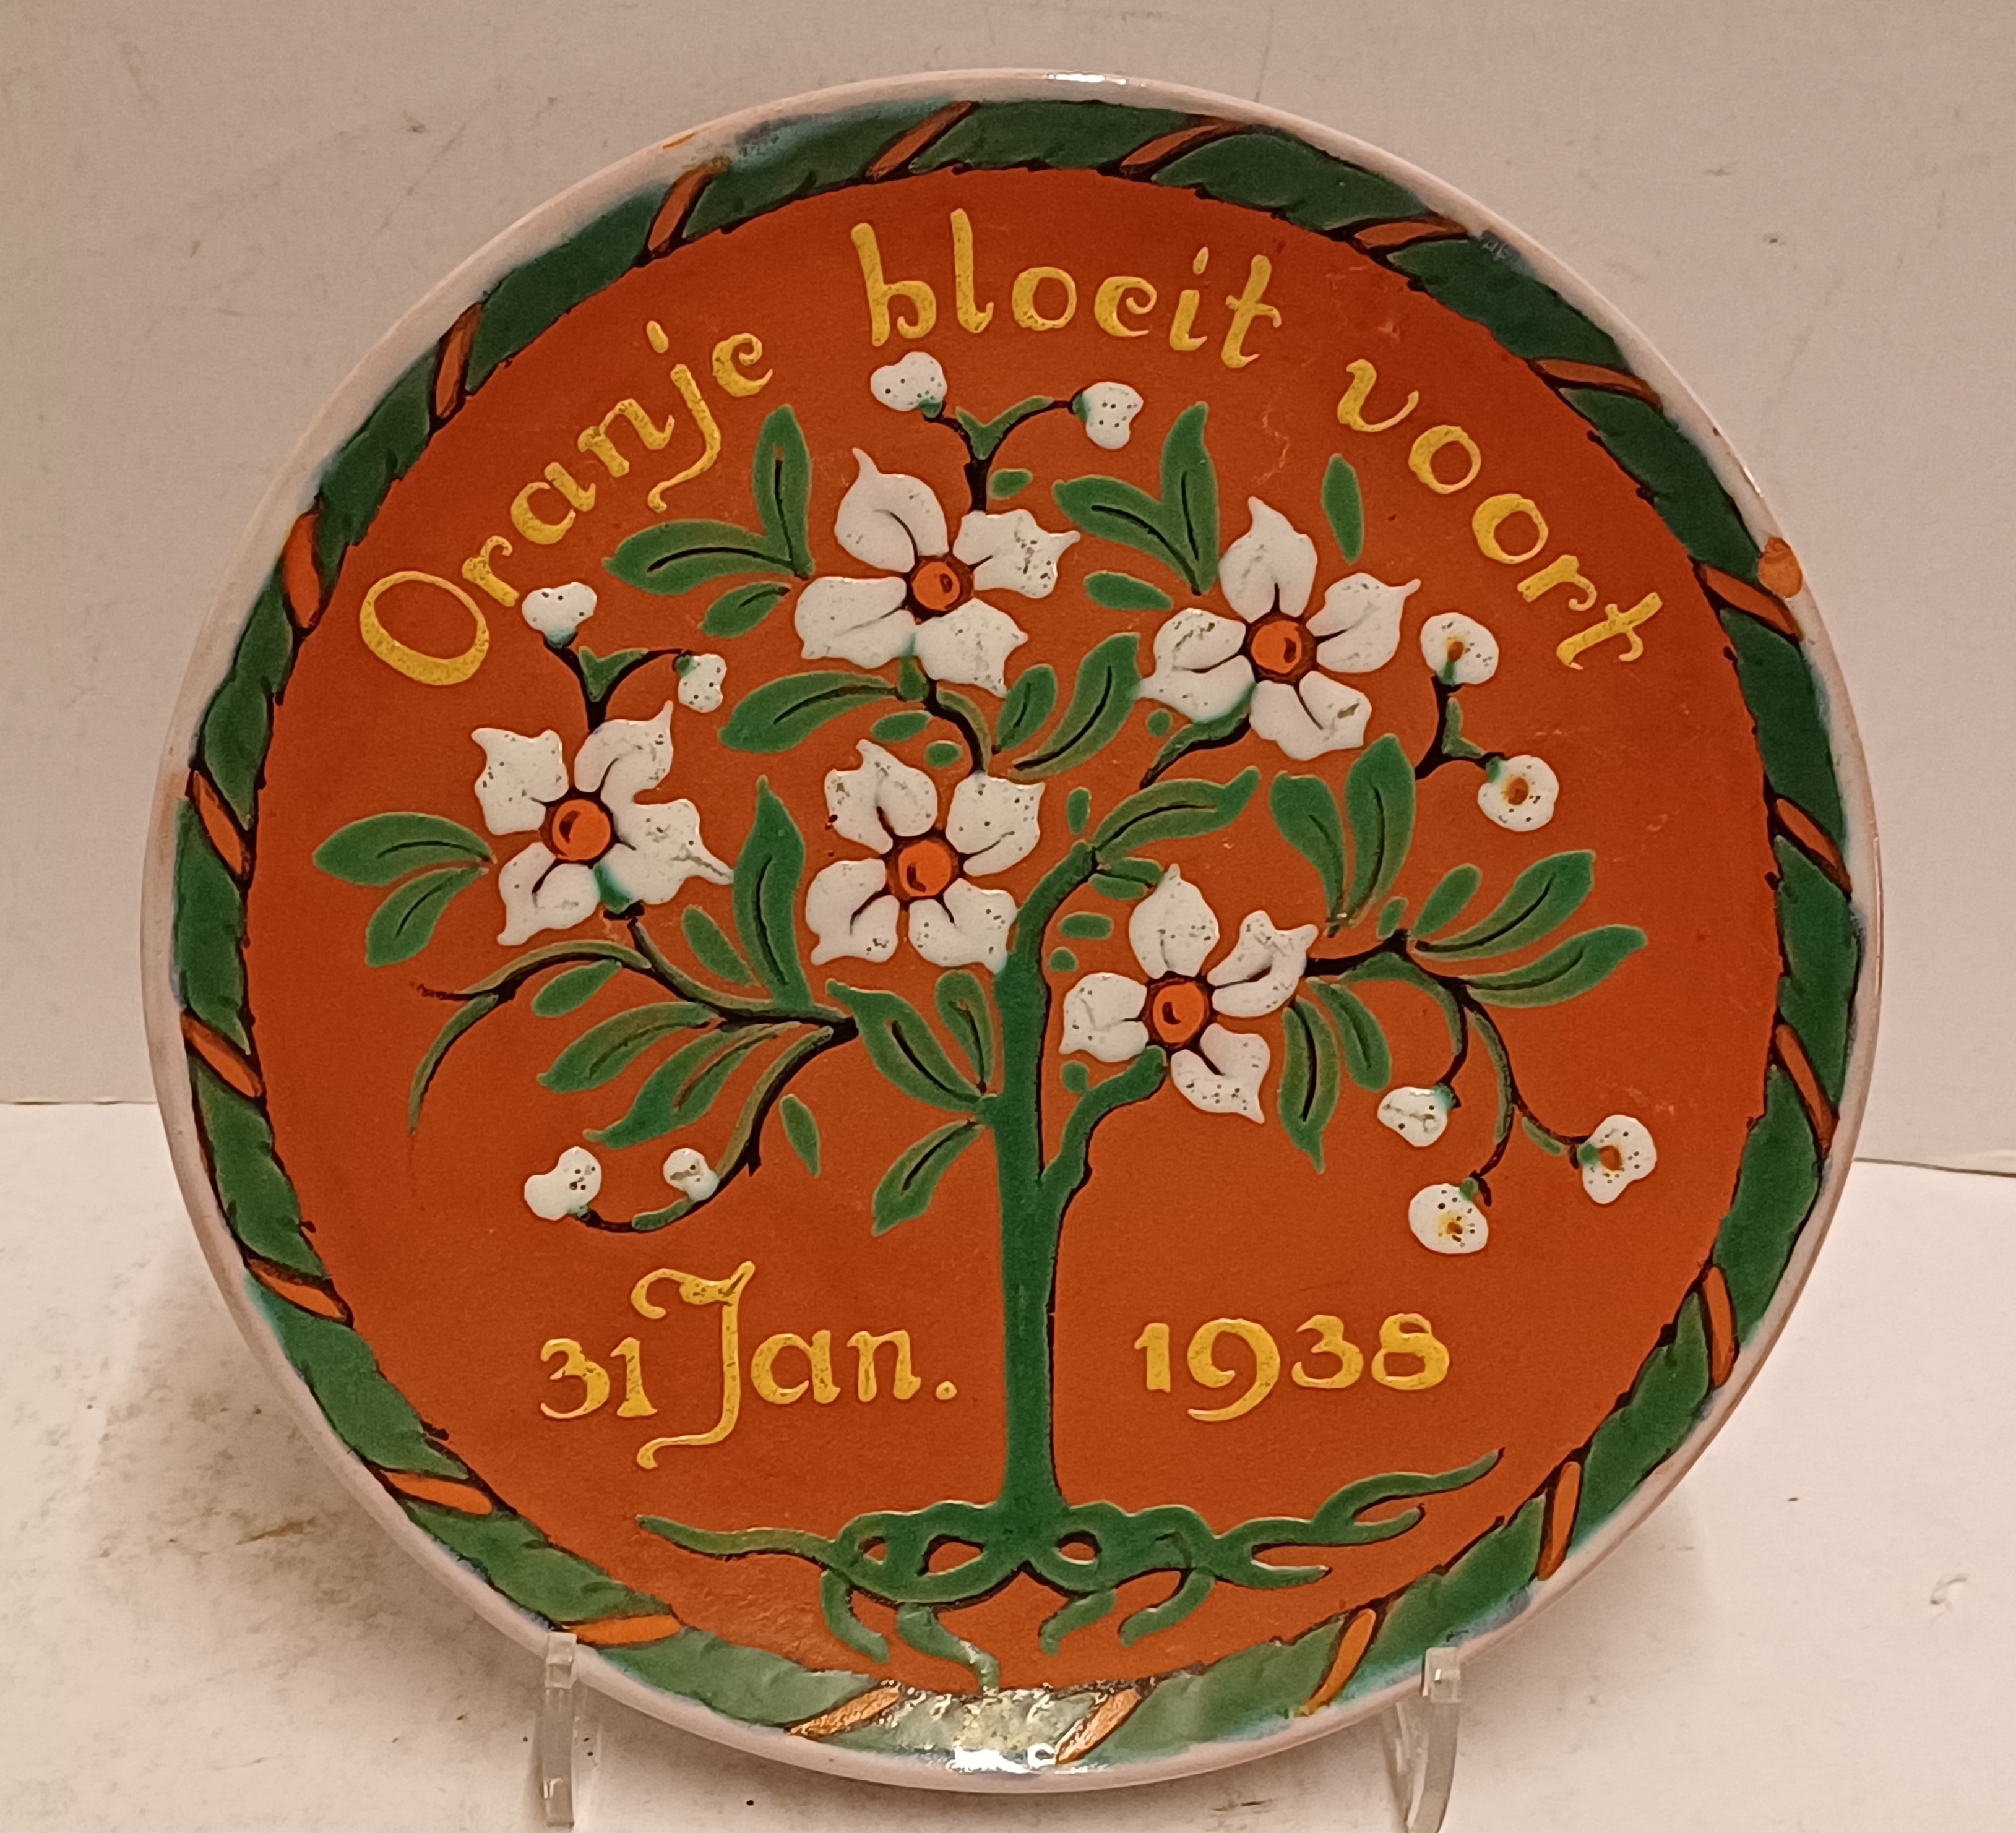 Oranje bloeit voort
31 Jan. 1938